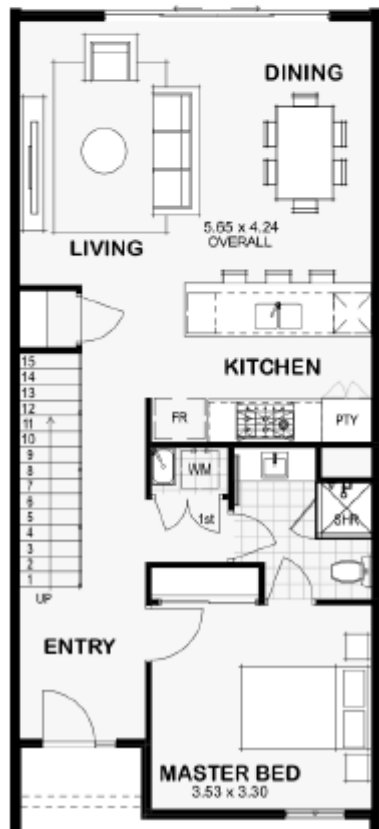 DINING
5.65 x 4.24
OVERALL
LIVING
KITCHEN
15
14
13
12
11
10
9
8
7
6
5
4
3
2
1
UP
FR
PTY
WM
1st
SHR
ENTRY
MASTER BED
3.53 x 3.30